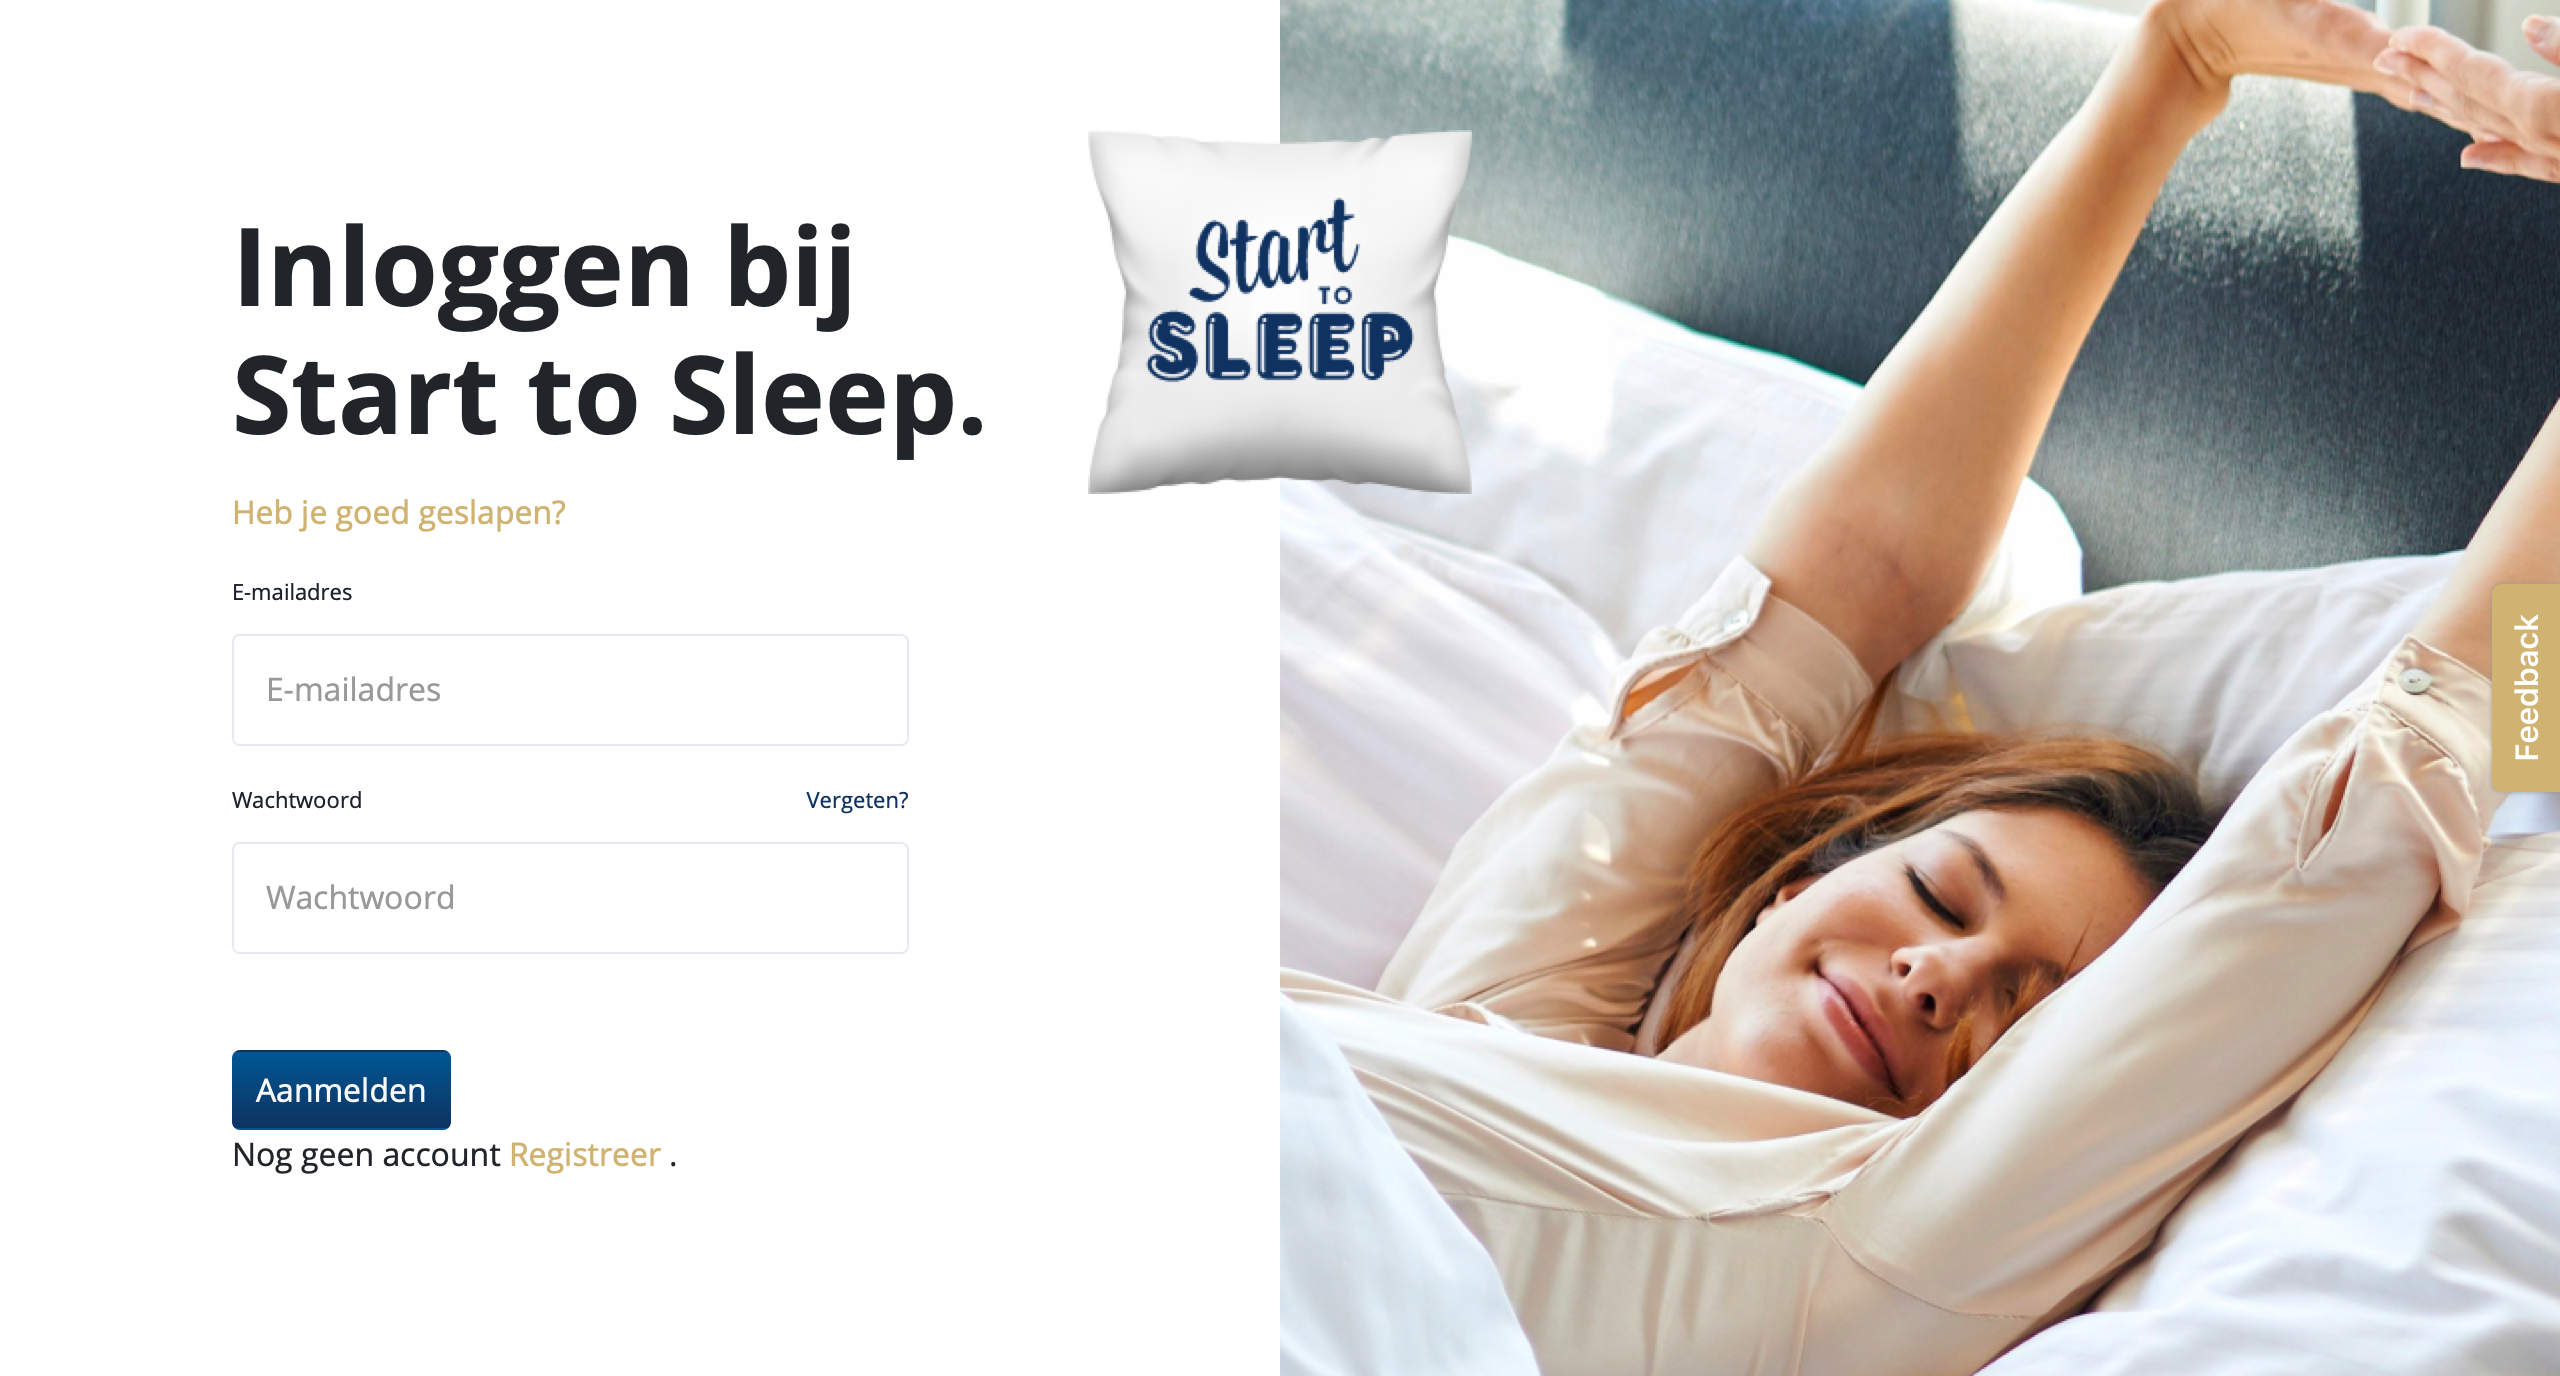 Inloggen bij
Start to Sleep.
Start
TO
SLEEP
Heb je goed geslapen?
E-mailadres
E-mailadres
Wachtwoord Vergeten?
Wachtwoord
Aanmelden
Nog geen account Registreer .
Feedback